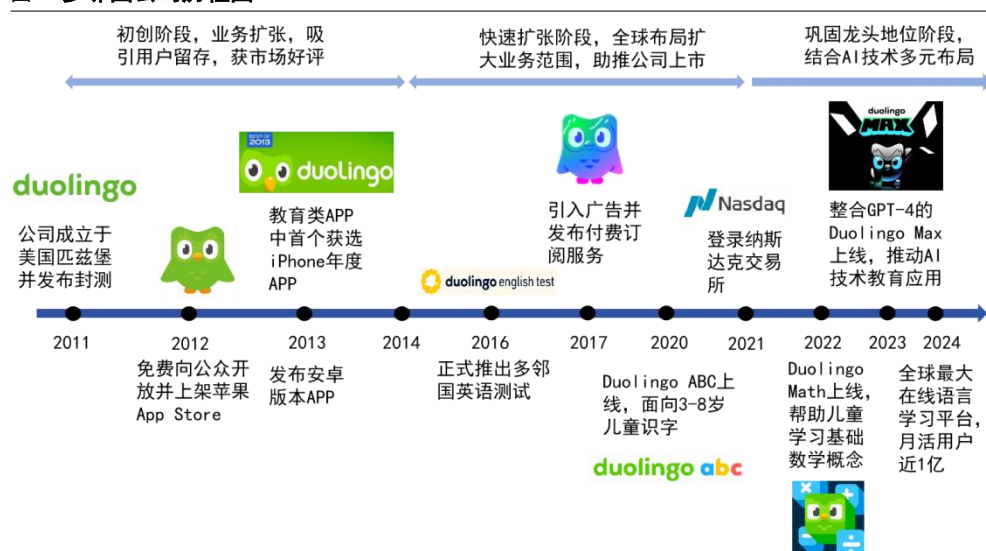 初创阶段，业务扩张，吸
引用户留存，获市场好评
快速扩张阶段，全球布局扩
大业务范围，助推公司上市
巩固龙头地位阶段，
结合AI技术多元布局
duolingo
公司成立于
美国匹兹堡
并发布封测
BEST OF
2013
duolingo
教育类APP
中首个获选
iPhone年度
APP
duolingo english test
引入广告并
发布付费订
阅服务
Nasdaq
登录纳斯
达克交易
所
duolingo
MAX
整合GPT-4的
Duolingo Max
上线，推动AI
技术教育应用
2011
2012
2013
2014
2016
2017
2020
2021
2022
2023
2024
免费向公众开
放并上架苹果
App Store
发布安卓
版本APP
正式推出多邻
国英语测试
Duolingo ABC上
线，面向3-8岁
儿童识字
duolingo abc
Duolingo
Math上线，
帮助儿童
学习基础
数学概念
全球最大
在线语言
学习平台，
月活用户
近1亿